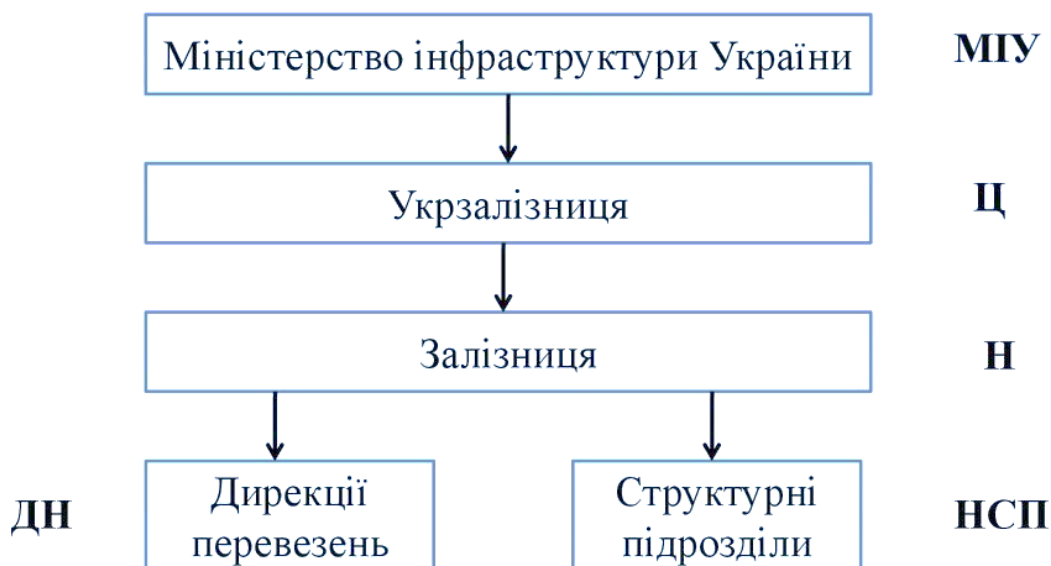 Міністерство інфраструктури України
МІУ
Укрзалізниця
Ц
Залізниця
Н
ДН
Дирекції
перевезень
Структурні
підрозділи
НСП